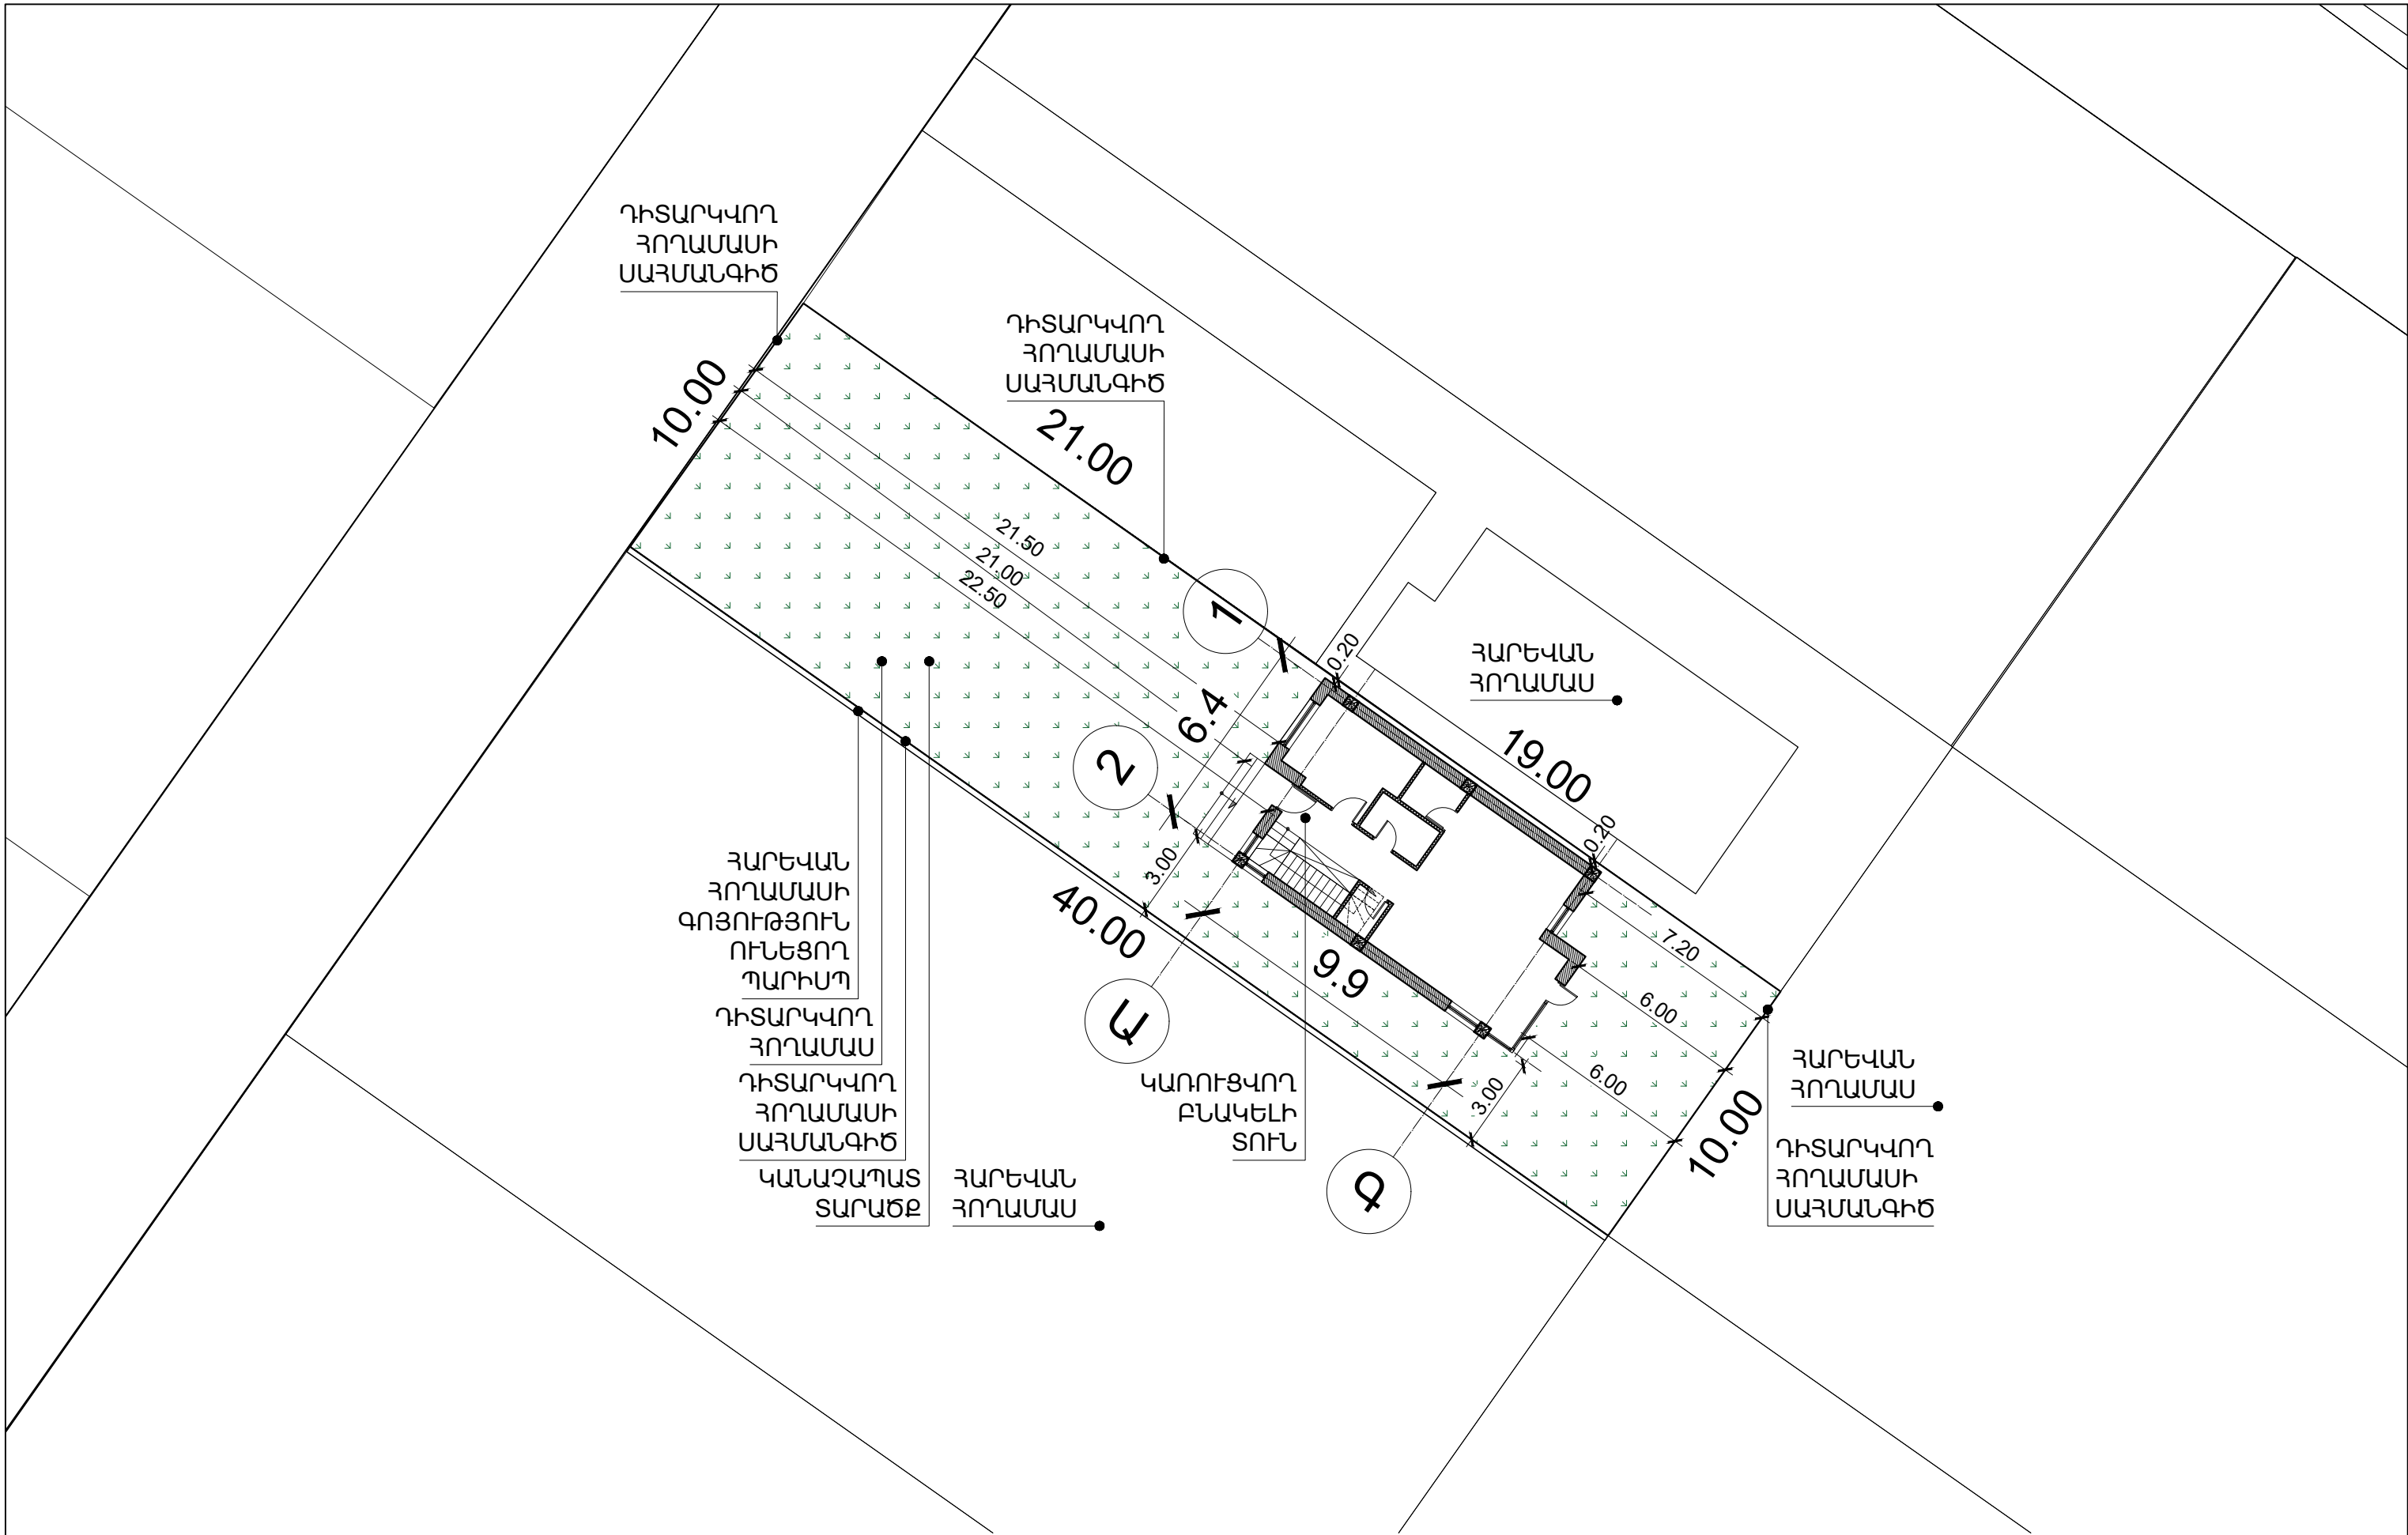 ԴԻՏԱՐԿՎՈՂ
ՀՈՂԱՄԱՍԻ
ՍԱՀՄԱՆԳԻԾ
ԴԻՏԱՐԿՎՈՂ
ՀՈՂԱՄԱՍԻ
ՍԱՀՄԱՆԳԻԾ
10.00
21.00
21.50
21.00
22.50
1
0.20
ՀԱՐԵՎԱՆ
ՀՈՂԱՄԱՍ
6.4
2
19.00
0.20
3.00
40.00
ՀԱՐԵՎԱՆ
ՀՈՂԱՄԱՍԻ
ԳՈՅՈՒԹՅՈՒՆ
ՈՒՆԵՑՈՂ
ՊԱՐԻՍՊ
ԴԻՏԱՐԿՎՈՂ
ՀՈՂԱՄԱՍ
ԴԻՏԱՐԿՎՈՂ
ՀՈՂԱՄԱՍԻ
ՍԱՀՄԱՆԳԻԾ
ԿԱՆԱՉԱՊԱՏ
ՏԱՐԱԾՔ
ՀԱՐԵՎԱՆ
ՀՈՂԱՄԱՍ
9.9
Ա
7.20
6.00
6.00
3.00
ԿԱՌՈՒՑՎՈՂ
ԲՆԱԿԵԼԻ
ՏՈՒՆ
Գ
10.00
ՀԱՐԵՎԱՆ
ՀՈՂԱՄԱՍ
ԴԻՏԱՐԿՎՈՂ
ՀՈՂԱՄԱՍԻ
ՍԱՀՄԱՆԳԻԾ